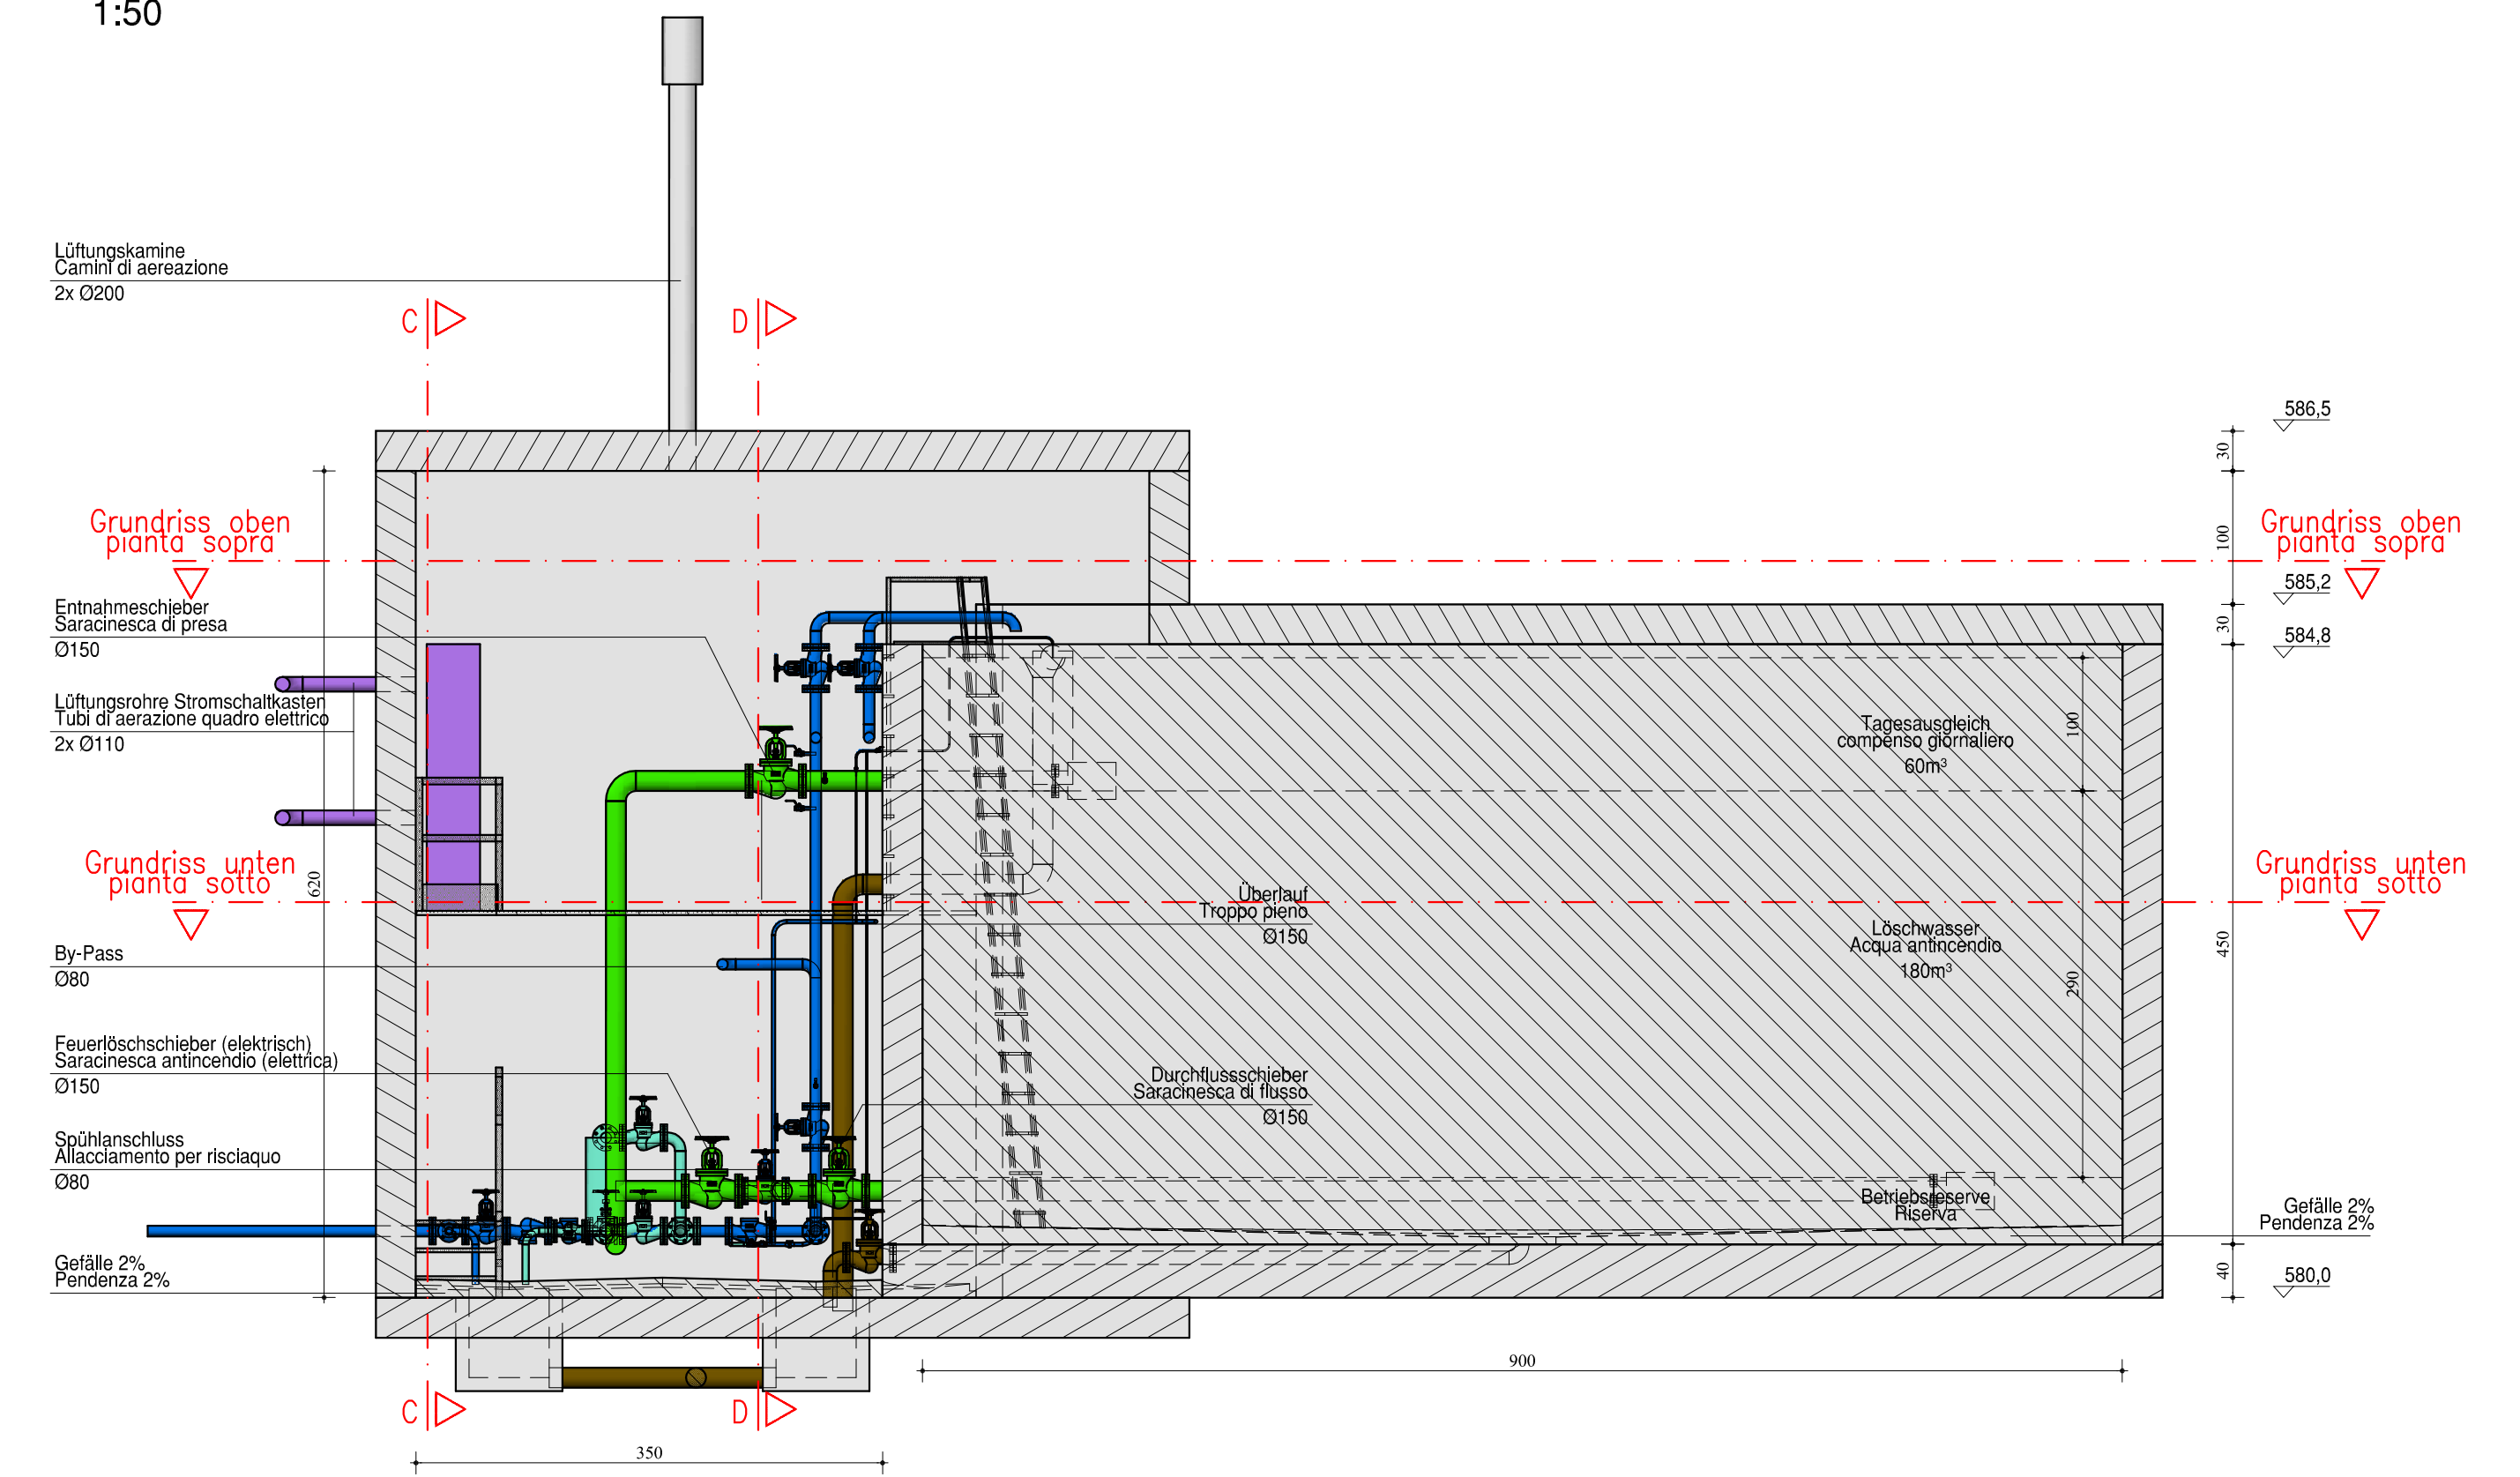 1:50
Lüftungskamine
Camini di aereazione
2x Ø200
C
D
586,5
30
Grundriss oben
pianta sopra
Grundriss oben
pianta sopra
100
585,2
Entnahmeschieber
Saracinesca di presa
Ø150
30
584,8
Lüftungsrohre Stromschaltkasten
Tubi di aerazione quadro elettrico
2x Ø110
Tagesausgleich
compenso giornaliero
60m³
100
Grundriss unten
pianta sotto
620
Überlauf
Troppo pieno
Ø150
Grundriss unten
pianta sotto
Löschwasser
Acqua antincendio
180m³
290
450
By-Pass
Ø80
Feuerlöschschieber (elektrisch)
Saracinesca antincendio (elettrica)
Ø150
Durchflussschieber
Saracinesca di flusso
Ø150
Spühlanschluss
Allacciamento per risciaquo
Ø80
Betriebsreserve
Riserva
Gefälle 2%
Pendenza 2%
Gefälle 2%
Pendenza 2%
40
580,0
900
C
D
350